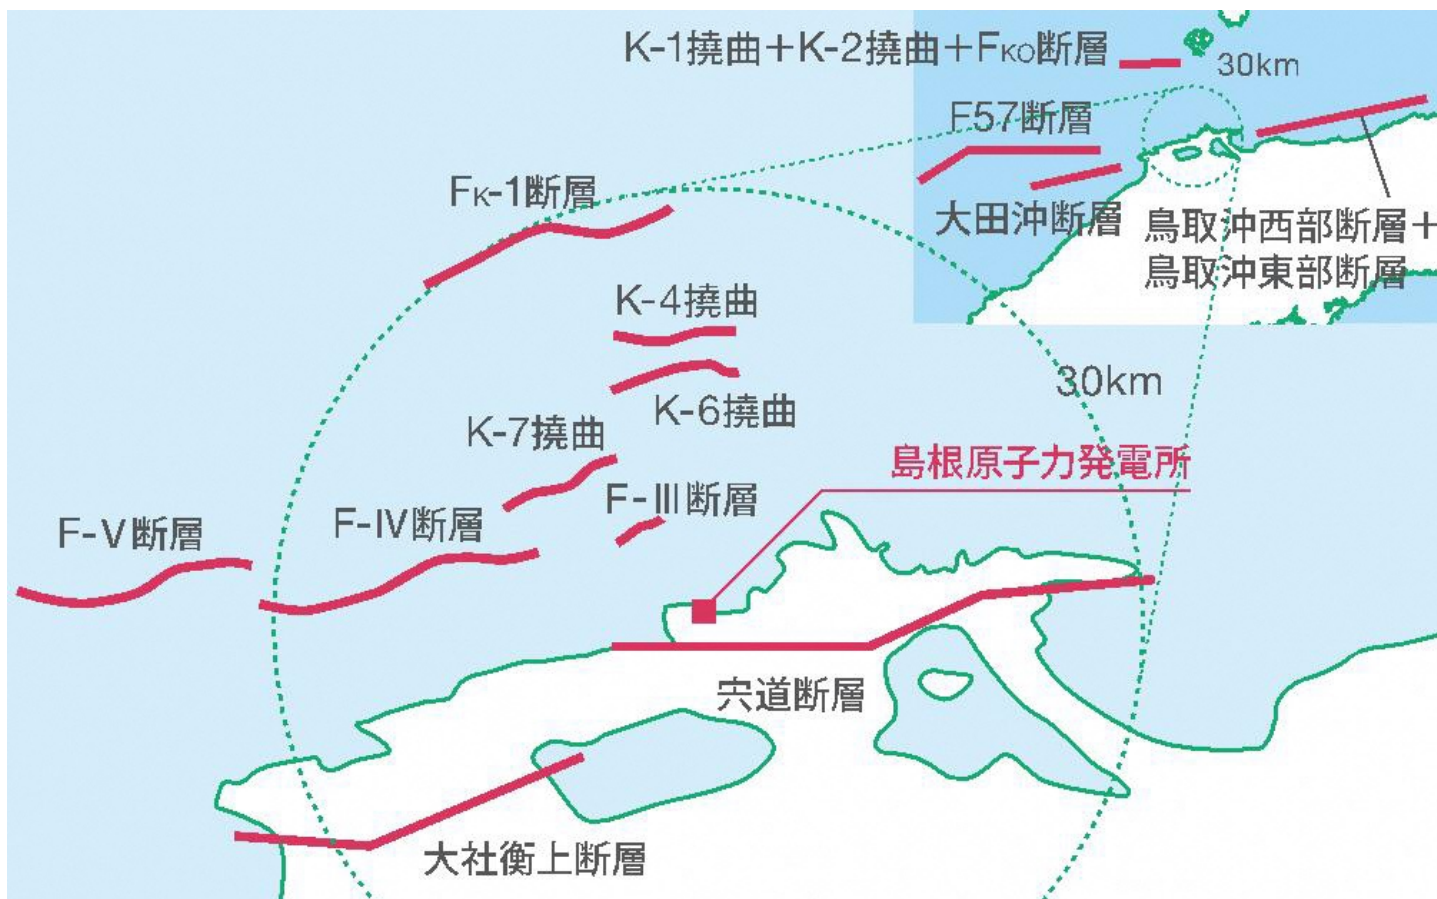 K-1撓曲+K-2撓曲+FKO断層
30km
F57断層
大田沖断層
鳥取沖西部断層+
鳥取沖東部断層
FK-1断層
K-4撓曲
30km
K-6撓曲
K-7撓曲
島根原子力発電所
F-Ⅲ断層
F-Ⅴ断層
F-Ⅳ断層
宍道断層
大社衝上断層